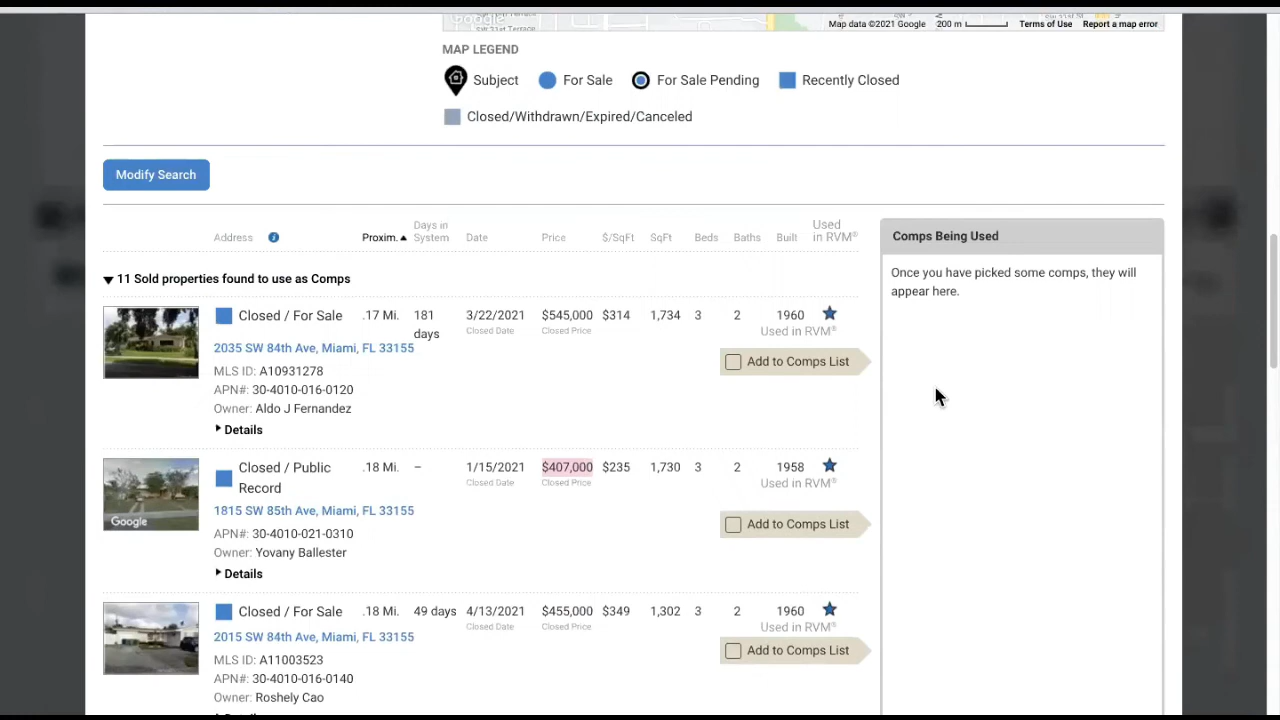 Google
SW 21st Terrace
Map data ©2021 Google 200 m Terms of Use Report a map error
MAP LEGEND
Subject For Sale For Sale Pending Recently Closed
Closed/Withdrawn/Expired/Canceled
Modify Search
Address i Proxim. Days in System Date Price $/SqFt SqFt Beds Baths Built Used in RVM®
Comps Being Used
Once you have picked some comps, they will
appear here.
11 Sold properties found to use as Comps
Closed / For Sale .17 Mi. 181 days 3/22/2021 $545,000 $314 1,734 3 2 1960
Closed Date Closed Price Used in RVM®
2035 SW 84th Ave, Miami, FL 33155
Add to Comps List
MLS ID: A10931278
APN#: 30-4010-016-0120
Owner: Aldo J Fernandez
Details
Closed / Public Record .18 Mi. – 1/15/2021 $407,000 $235 1,730 3 2 1958
Closed Date Closed Price Used in RVM®
1815 SW 85th Ave, Miami, FL 33155
Google
Add to Comps List
APN#: 30-4010-021-0310
Owner: Yovany Ballester
Details
Closed / For Sale .18 Mi. 49 days 4/13/2021 $455,000 $349 1,302 3 2 1960
Closed Date Closed Price Used in RVM®
2015 SW 84th Ave, Miami, FL 33155
Add to Comps List
MLS ID: A11003523
APN#: 30-4010-016-0140
Owner: Roshely Cao